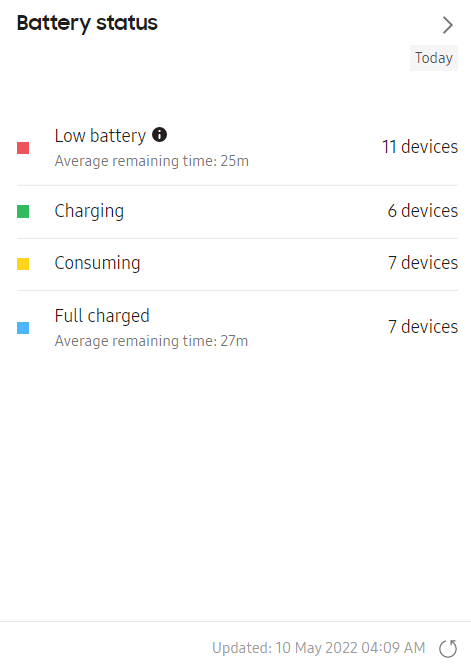 Battery status
Today
Low battery
11 devices
Average remaining time: 25m
Charging
6 devices
Consuming
7 devices
Full charged
7 devices
Average remaining time: 27m
Updated: 10 May 2022 04:09 AM